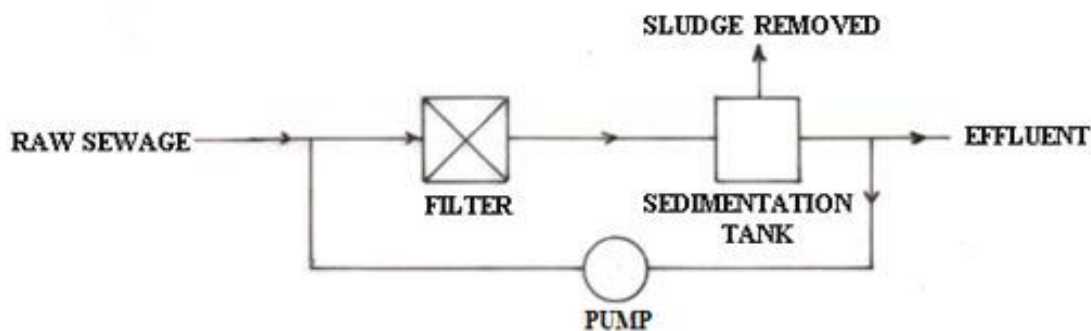 SLUDGE REMOVED
RAW SEWAGE
EFFLUENT
FILTER
SEDIMENTATION
TANK
PUMP